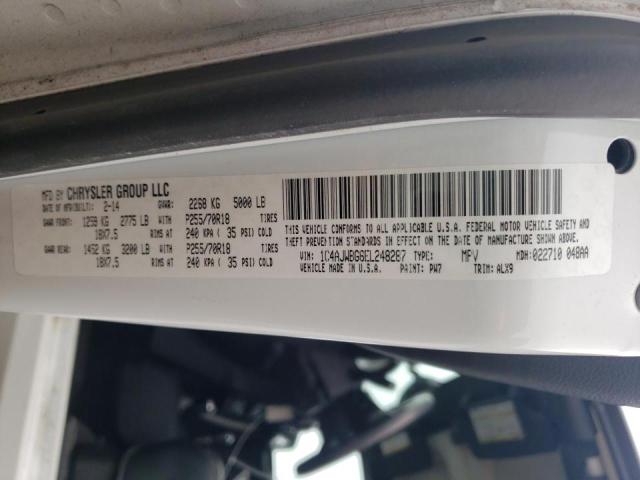 MFD BY CHRYSLER GROUP LLC
DATE OF MFR(BUILT): 2-14 GVWR: 2268 KG 5000 LB
GAWR FRONT: 1259 KG 2775 LB P255/70R18 TIRES
18X7.5 RIMS AT 240 KPA ( 35 PSI) COLD
GAWR REAR: 1452 KG 3200 LB P255/70R18 TIRES
18X7.5 RIMS AT 240 KPA ( 35 PSI) COLD
THIS VEHICLE CONFORMS TO ALL APPLICABLE U.S.A. FEDERAL MOTOR VEHICLE SAFETY AND
THEFT PREVENTION STANDARDS IN EFFECT ON THE DATE OF MANUFACTURE SHOWN ABOVE.
VIN: 1C4AJWBG6EL248287 TYPE: MPV MDH: 022710 048AA
VEHICLE MADE IN U.S.A. PAINT: PW7 TRIM: ALX9